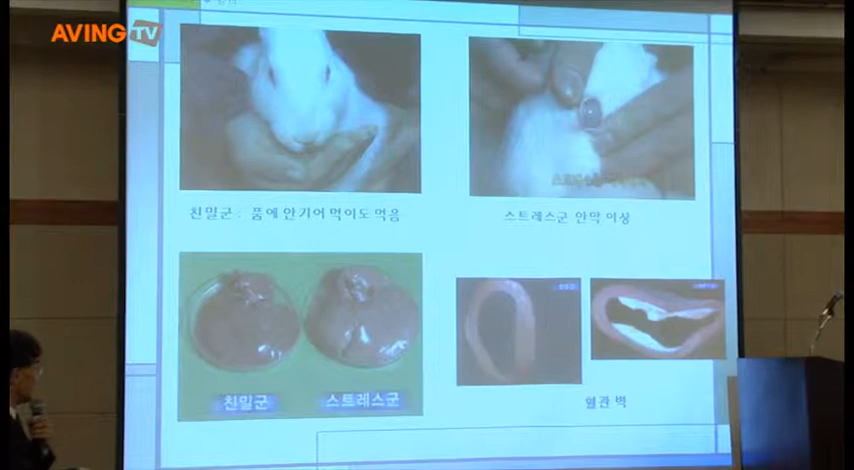 AVING TV
친밀군 : 품에 안기어 먹이도 먹음
스트레스군 안막 이상
친밀군
스트레스군
혈관 벽